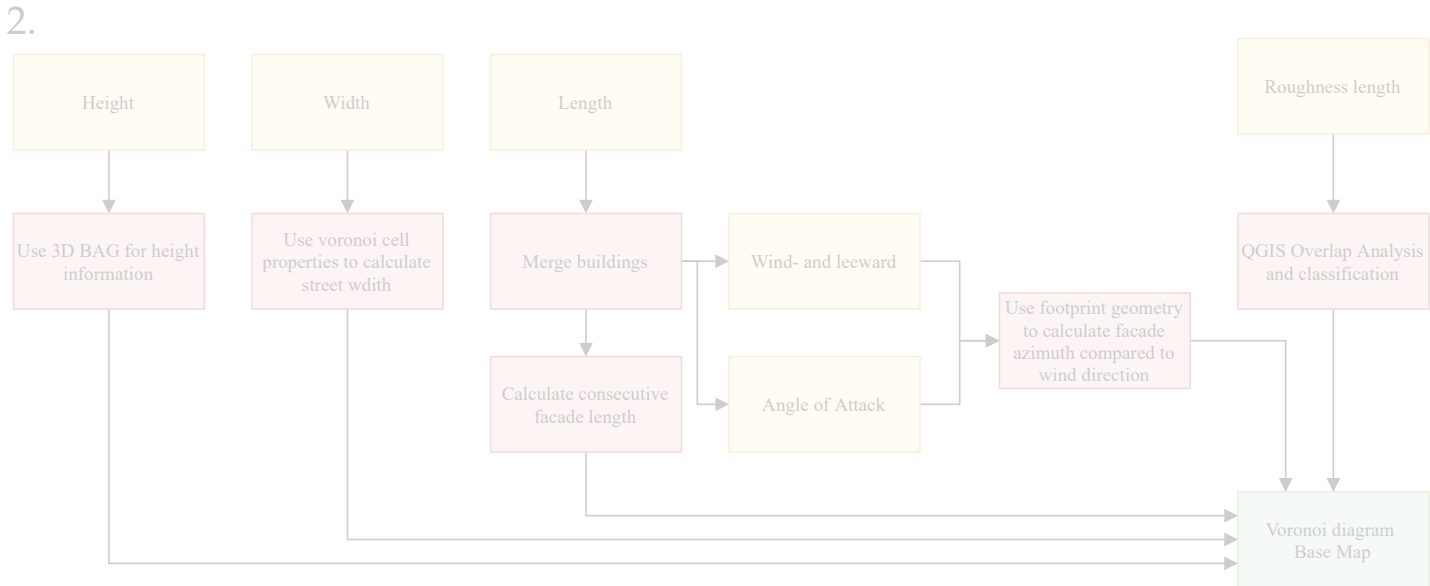 2.
Height
Width
Length
Roughness length
Use 3D BAG for height
information
Use voronoi cell
properties to calculate
street wdith
Merge buildings
Wind- and leeward
QGIS Overlap Analysis
and classification
Use footprint geometry
to calculate facade
azimuth compared to
wind direction
Calculate consecutive
facade length
Angle of Attack
Voronoi diagram
Base Map